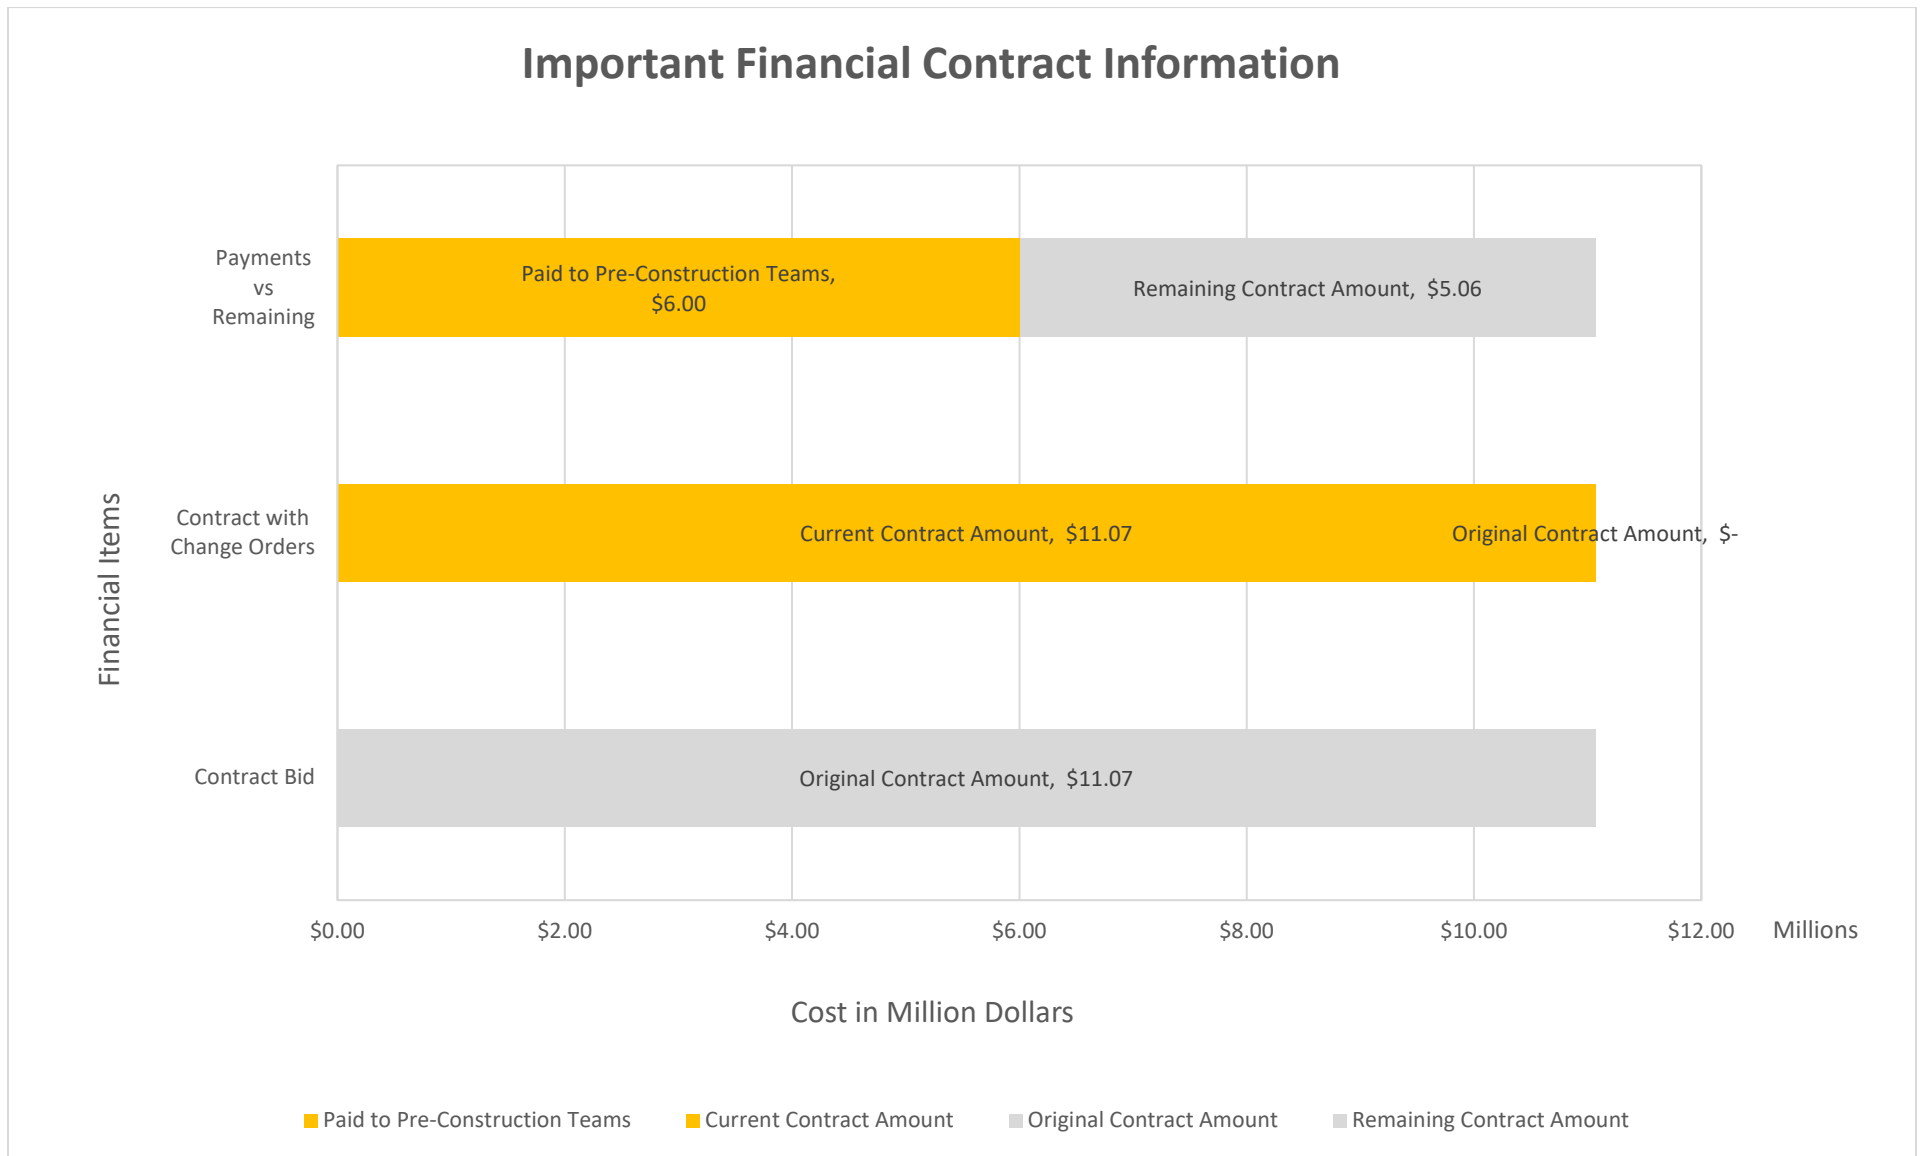 Important Financial Contract Information
Payments
vs
Remaining
Paid to Pre-Construction Teams,
$6.00
Remaining Contract Amount,  $5.06
Financial Items
Contract with
Change Orders
Current Contract Amount,  $11.07
Original Contract Amount,  $-
Contract Bid
Original Contract Amount,  $11.07
$0.00
$2.00
$4.00
$6.00
$8.00
$10.00
$12.00
Millions
Cost in Million Dollars
Paid to Pre-Construction Teams
Current Contract Amount
Original Contract Amount
Remaining Contract Amount